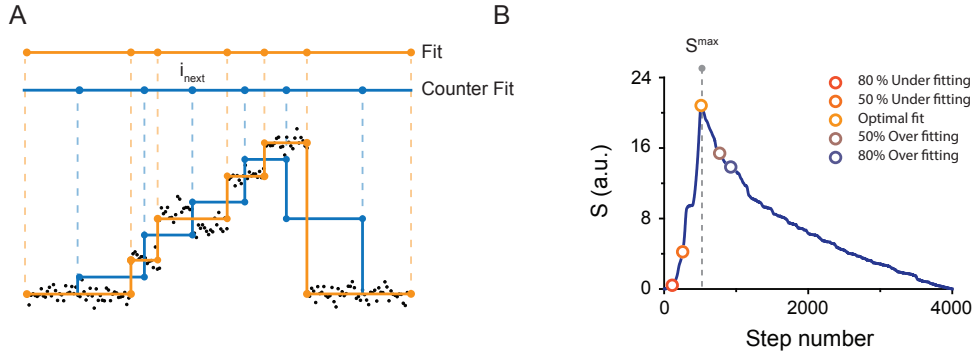 A
Fit
i_next
Counter Fit
B
S^max
24
16
8
0
S (a.u.)
0
2000
4000
Step number
80 % Under fitting
50 % Under fitting
Optimal fit
50% Over fitting
80% Over fitting